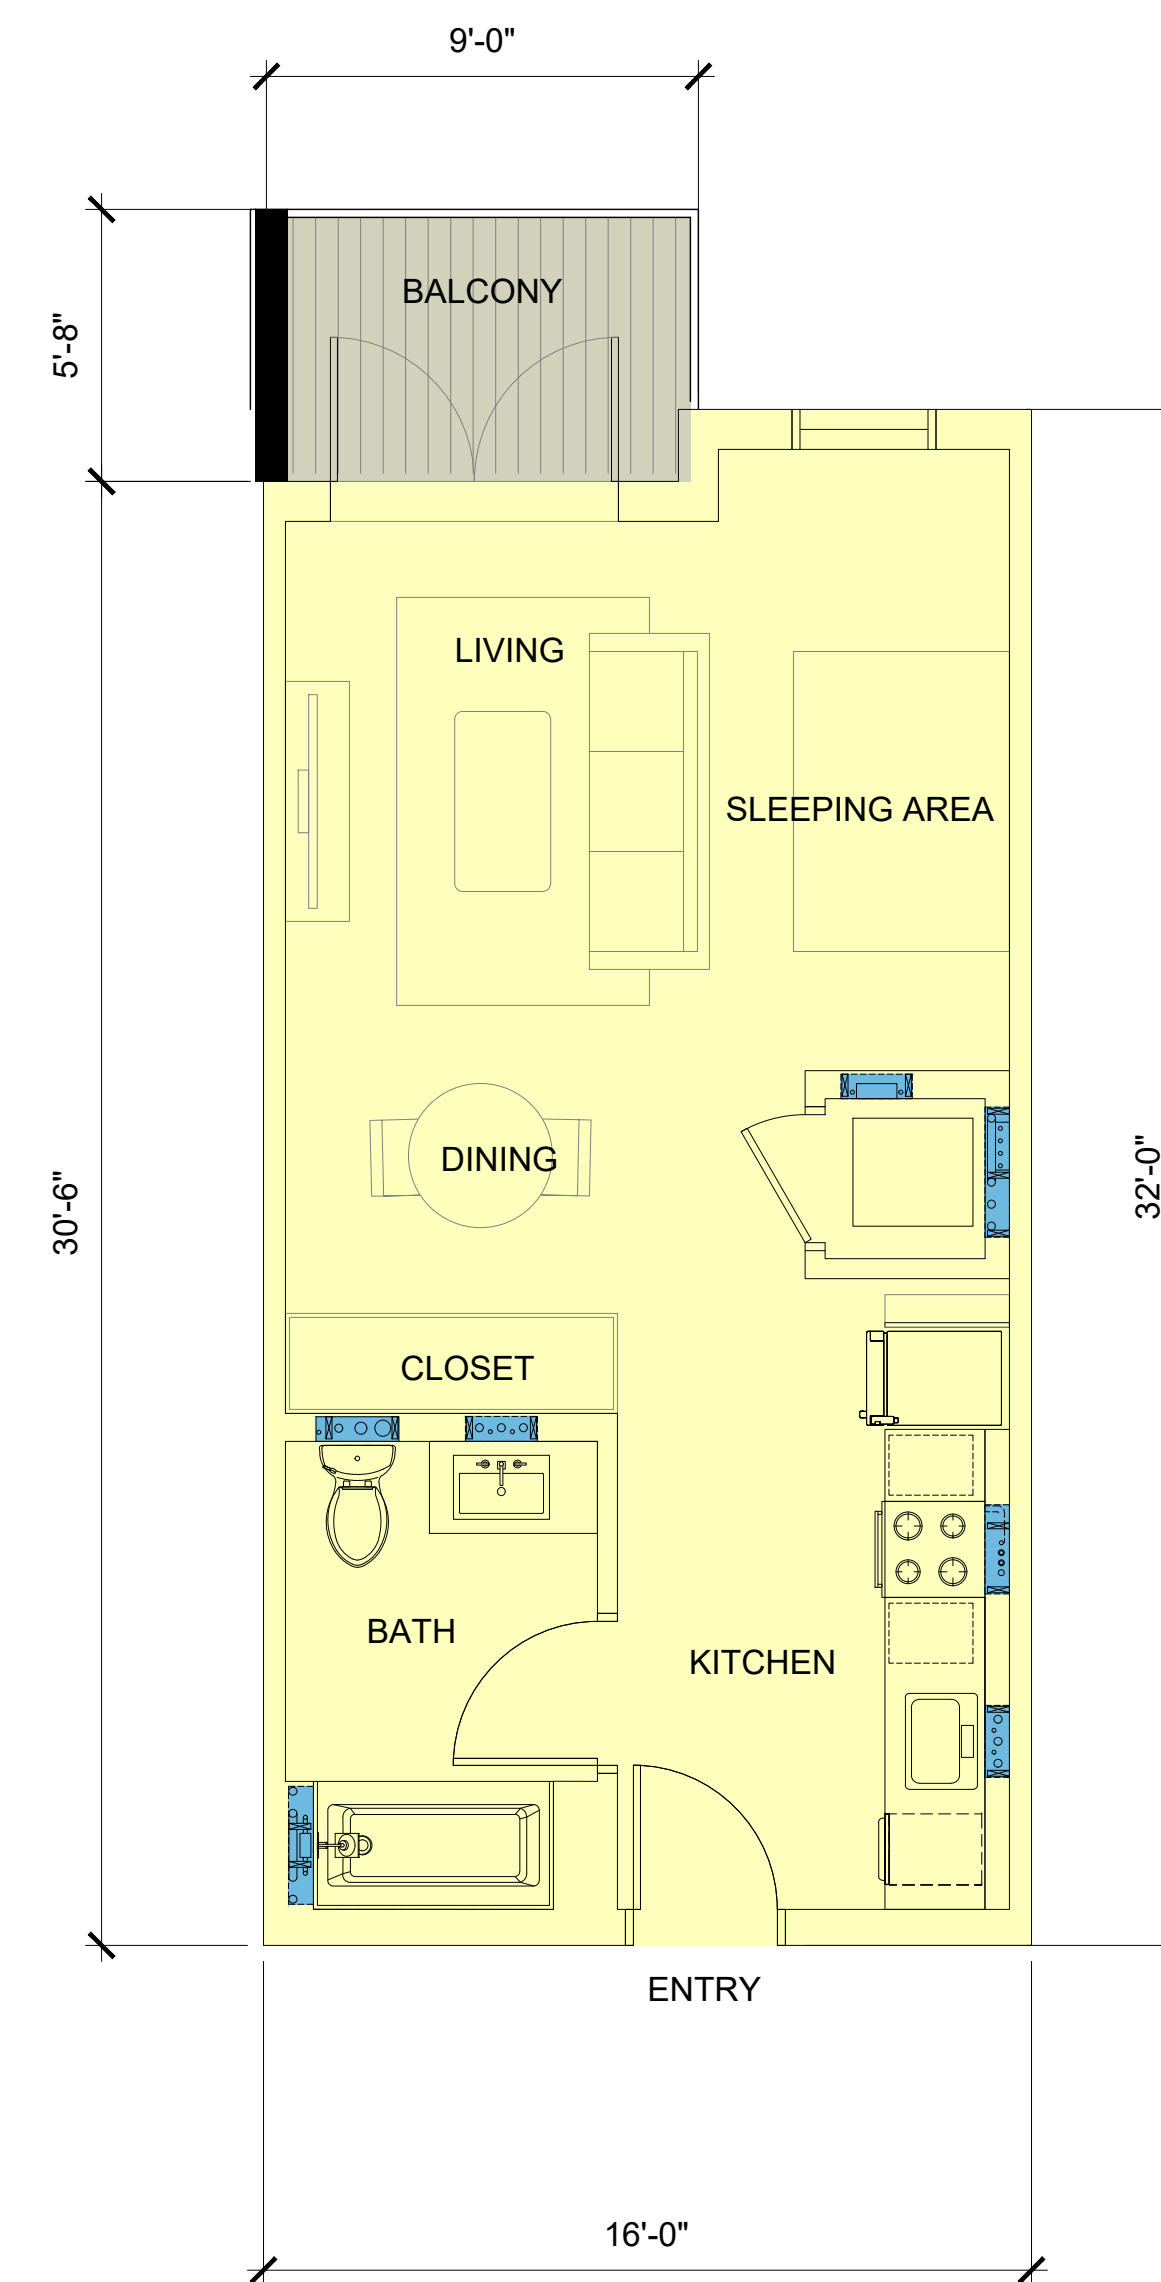 9'-0"
BALCONY
5'-8"
LIVING
SLEEPING AREA
DINING
30'-6"
32'-0"
CLOSET
BATH
KITCHEN
ENTRY
16'-0"